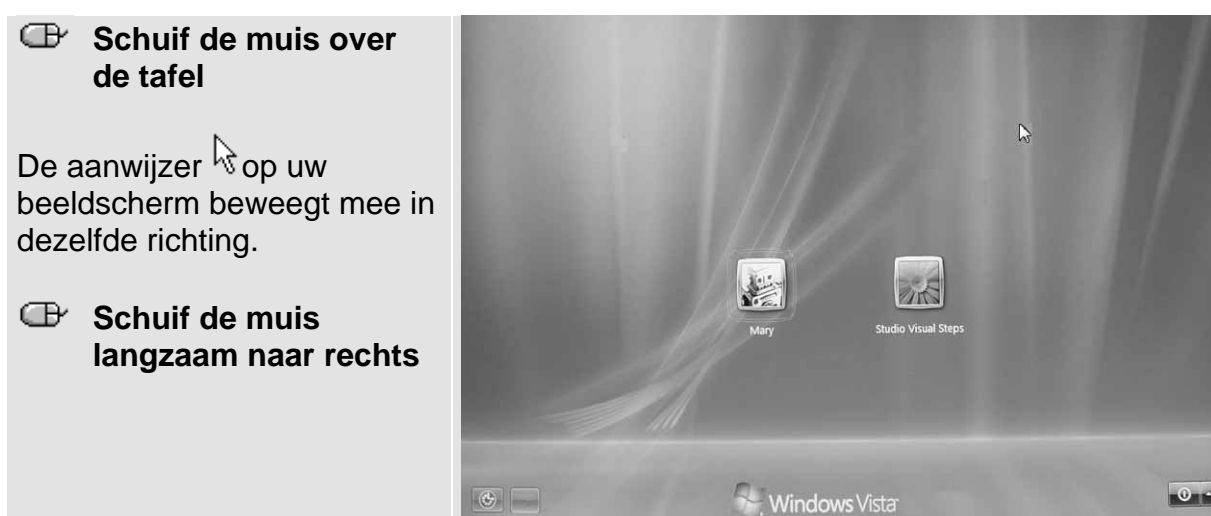 Schuif de muis over
de tafel
De aanwijzer op uw
beeldscherm beweegt mee in
dezelfde richting.
Schuif de muis
langzaam naar rechts
Mary
Studio Visual Steps
Windows Vista